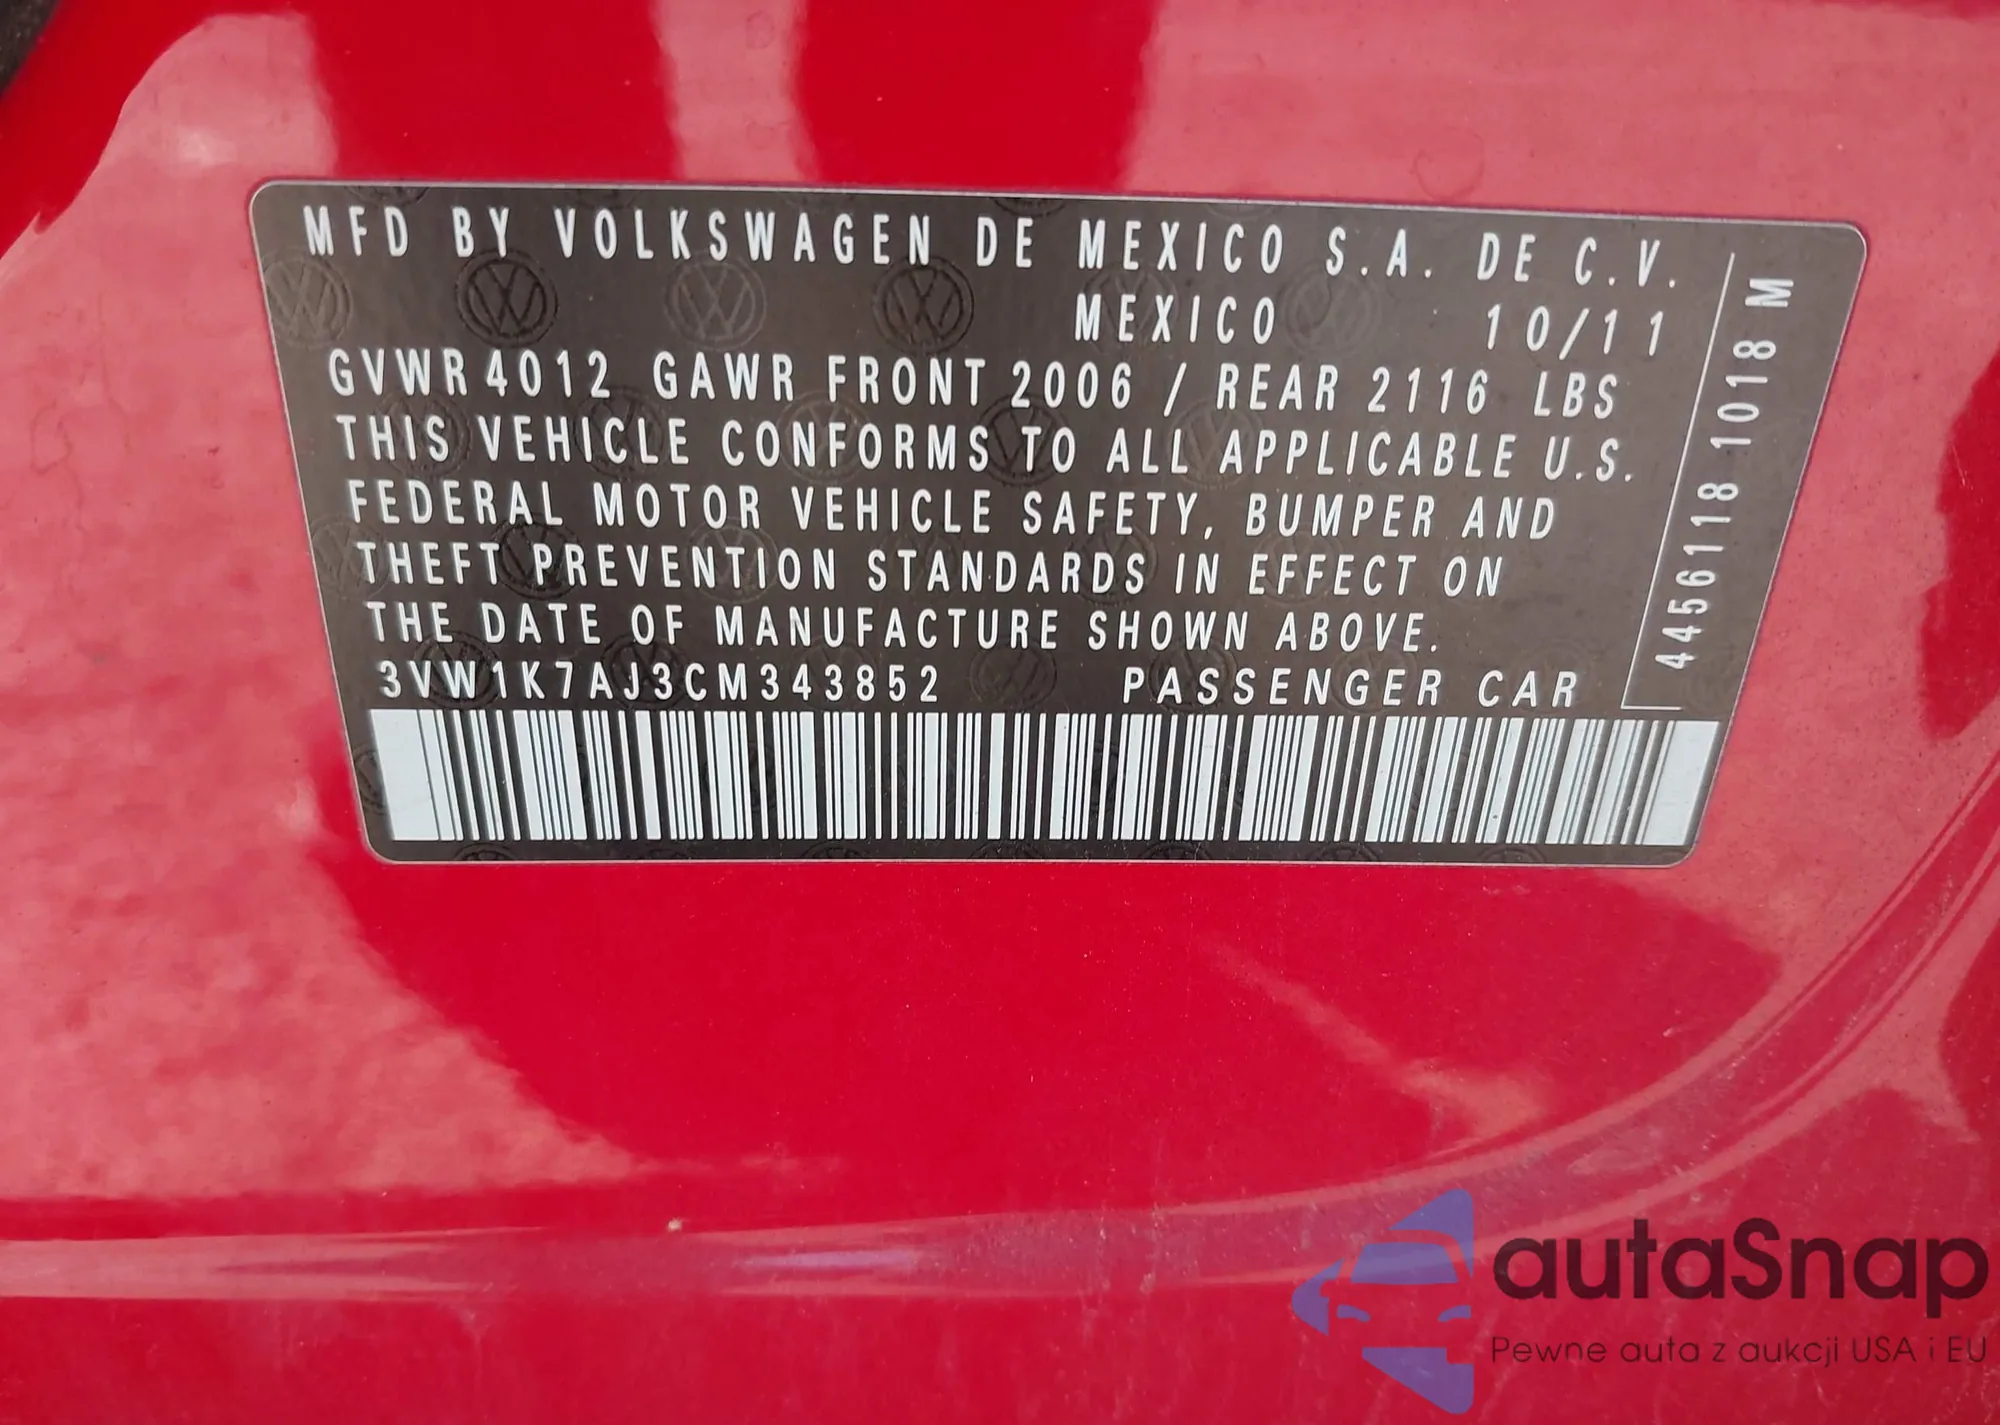 MFD BY VOLKSWAGEN DE MEXICO S.A. DE C.V.
MEXICO 10/11
GVWR 4012 GAWR FRONT 2006 / REAR 2116 LBS
THIS VEHICLE CONFORMS TO ALL APPLICABLE U.S.
FEDERAL MOTOR VEHICLE SAFETY, BUMPER AND
THEFT PREVENTION STANDARDS IN EFFECT ON
THE DATE OF MANUFACTURE SHOWN ABOVE.
3VW1K7AJ3CM343852 PASSENGER CAR
4456118 1018 M
autaSnap
Pewne auta z aukcji USA i EU